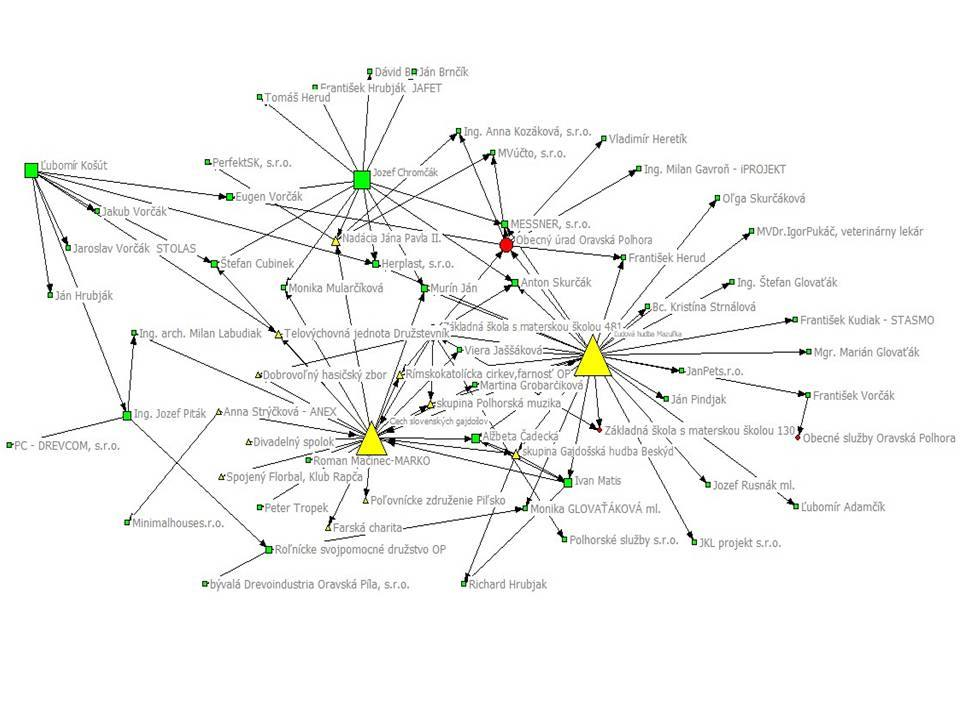 Dávid B
Ján Brnčík
František Hrubják JAFET
Tomáš Herud
Ing. Anna Kozáková, s.r.o.
Vladimír Heretík
MVúčto, s.r.o.
Ľubomír Košút
PerfektSK, s.r.o.
Jozef Chromčák
Ing. Milan Gavroň - iPROJEKT
Eugen Vorčák
Oľga Skurčáková
Jakub Vorčák
MESSNER, s.r.o.
MVDr.IgorPukáč, veterinárny lekár
Nadácia Jána Pavla II.
Obecný úrad Oravská Polhora
Jaroslav Vorčák STOLAS
Štefan Cubinek
Herplast, s.r.o.
František Herud
Monika Mularčíková
Murín Ján
Anton Skurčák
Ing. Štefan Glovaťák
Ján Hrubják
Bc. Kristína Strnálová
František Kudiak - STASMO
Ing. arch. Milan Labudiak
Telovýchovná jednota Družstevník
Základná škola s materskou školou 481
Ľudová hudba Mazurka
Viera Jaššáková
Mgr. Marián Glovaťák
Dobrovoľný hasičský zbor
Rímskokatolícka cirkev,farnosť OP
JanPets,r.o.
Martina Grobarčíková
František Vorčák
Ján Pindjak
skupina Polhorská muzika
Ing. Jozef Piták
Anna Strýčková - ANEX
Cech slovenských gajdošov
Základná škola s materskou školou 130
Obecné služby Oravská Polhora
PC - DREVCOM, s.r.o.
Divadelný spolok
Alžbeta Čadecká
skupina Gajdošská hudba Beskýd
Roman Mačinec-MARKO
Spojený Florbal, Klub Rapča
Ivan Matis
Jozef Rusnák ml.
Poľovnícke združenie Piľsko
Peter Tropek
Monika GLOVAŤÁKOVÁ ml.
Ľubomír Adamčík
Minimalhouses.r.o.
Farská charita
Polhorské služby s.r.o.
JKL projekt s.r.o.
Roľnícke svojpomocné družstvo OP
bývalá Drevoindustria Oravská Píla, s.r.o.
Richard Hrubjak